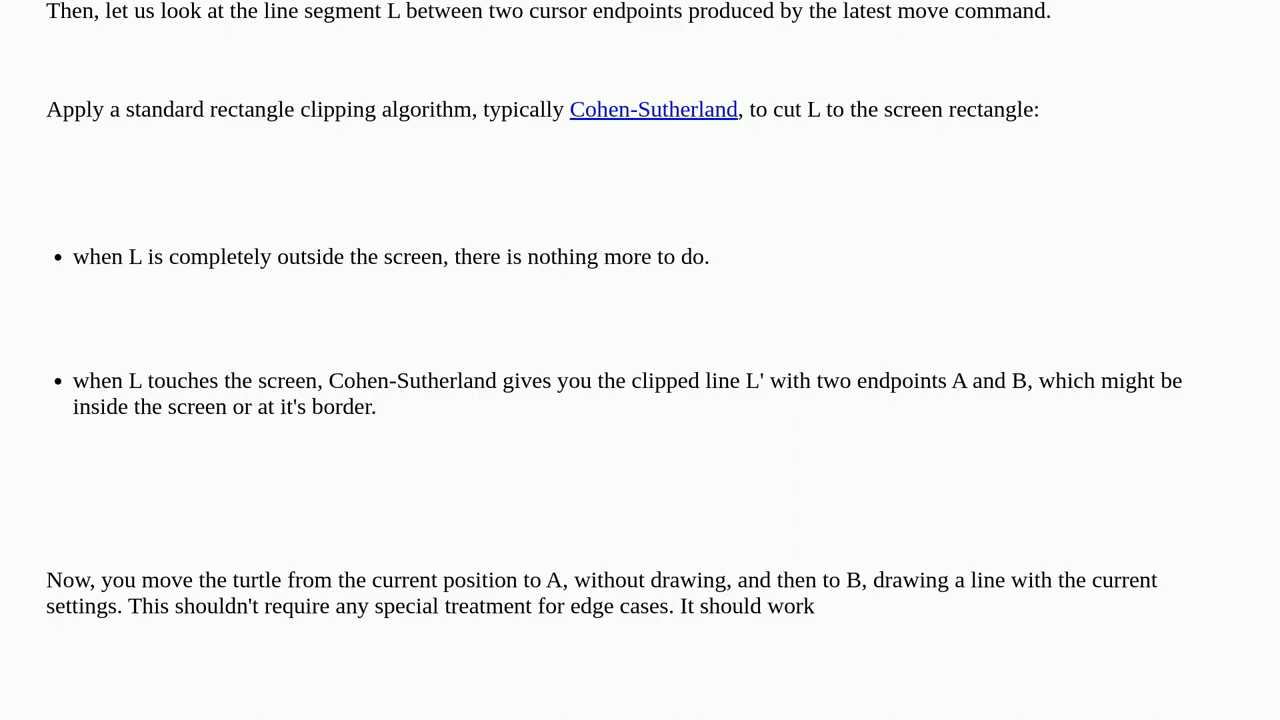 Then, let us look at the line segment L between two cursor endpoints produced by the latest move command.
Apply a standard rectangle clipping algorithm, typically Cohen-Sutherland, to cut L to the screen rectangle:
• when L is completely outside the screen, there is nothing more to do.
• when L touches the screen, Cohen-Sutherland gives you the clipped line L' with two endpoints A and B, which might be
inside the screen or at it's border.
Now, you move the turtle from the current position to A, without drawing, and then to B, drawing a line with the current
settings. This shouldn't require any special treatment for edge cases. It should work